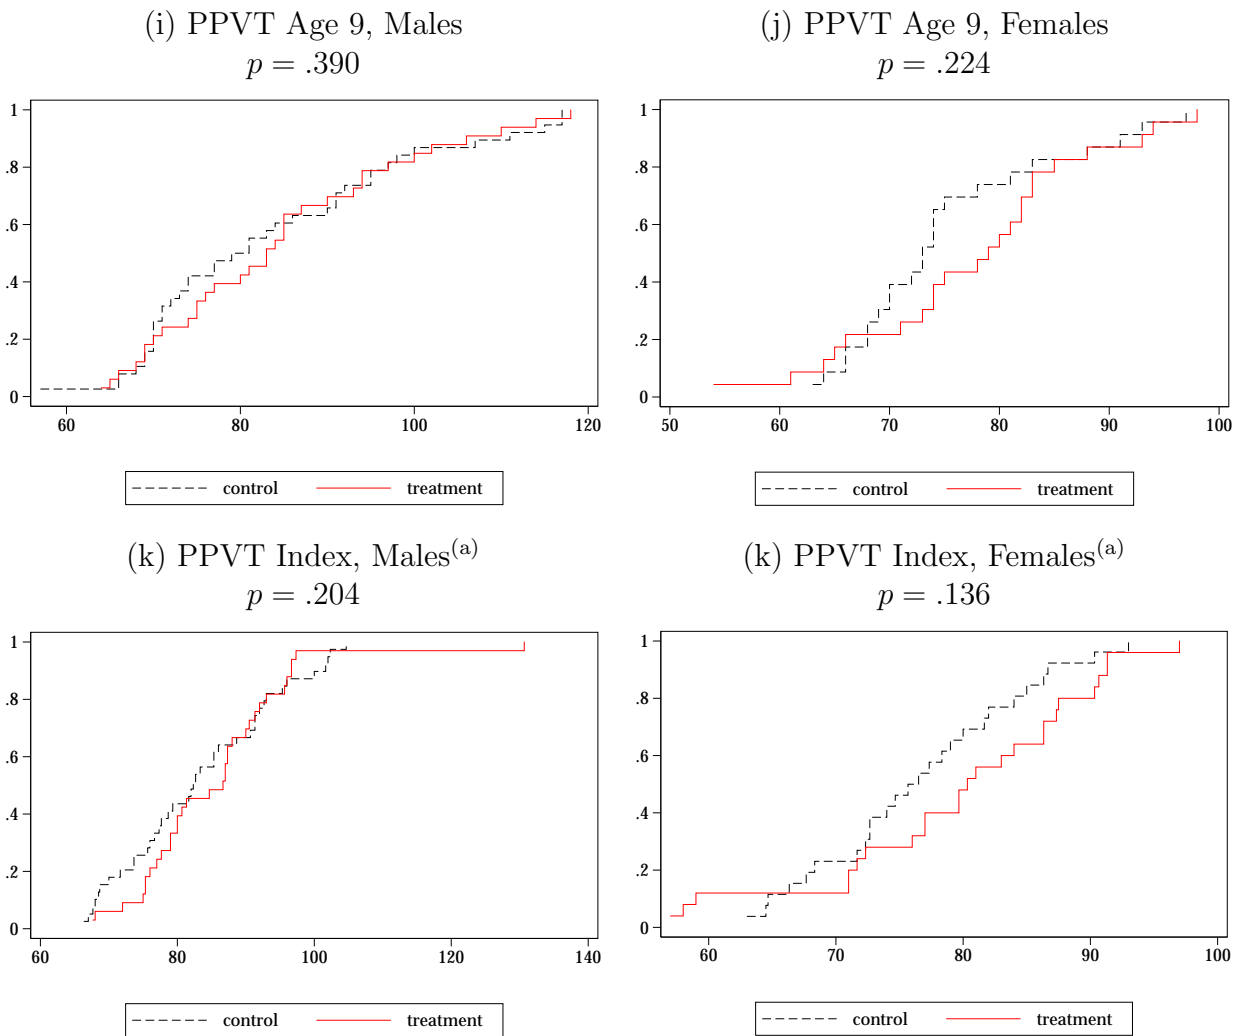 (i) PPVT Age 9, Males
p = .390
1
.8
.6
.4
.2
0
60 80 100 120
control treatment
(j) PPVT Age 9, Females
p = .224
1
.8
.6
.4
.2
0
50 60 70 80 90 100
control treatment
(k) PPVT Index, Males(a)
p = .204
1
.8
.6
.4
.2
0
60 80 100 120 140
control treatment
(k) PPVT Index, Females(a)
p = .136
1
.8
.6
.4
.2
0
60 70 80 90 100
control treatment